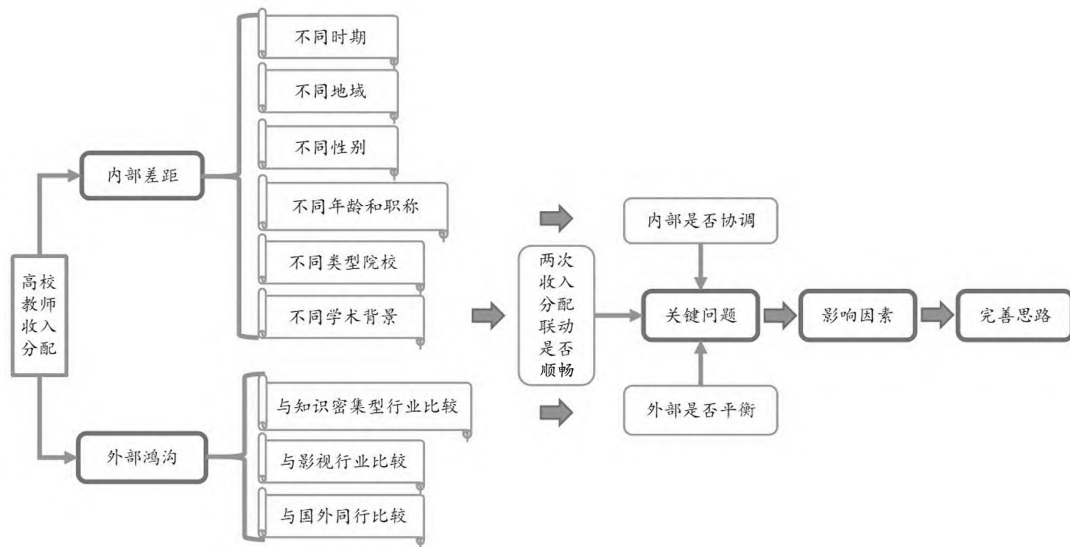 高校
教师
收入
分配
内部差距
不同时期
不同地域
不同性别
不同年龄和职称
不同类型院校
不同学术背景
外部鸿沟
与知识密集型行业比较
与影视行业比较
与国外同行比较
两次
收入
分配
联动
是否
顺畅
内部是否协调
关键问题
外部是否平衡
影响因素
完善思路